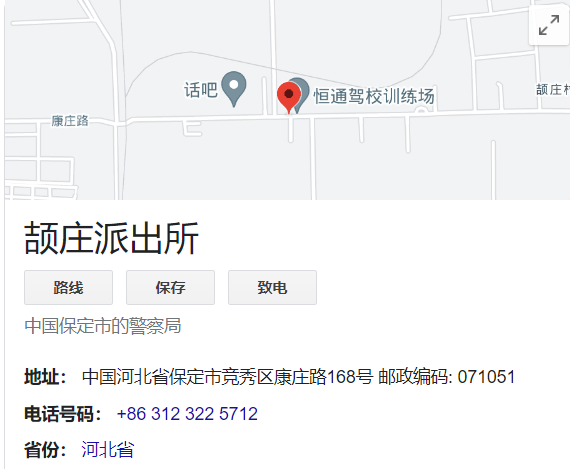 话吧
恒通驾校训练场
颉庄村
康庄路
颉庄派出所
路线 保存 致电
中国保定市的警察局
地址： 中国河北省保定市竞秀区康庄路168号 邮政编码: 071051
电话号码： +86 312 322 5712
省份： 河北省